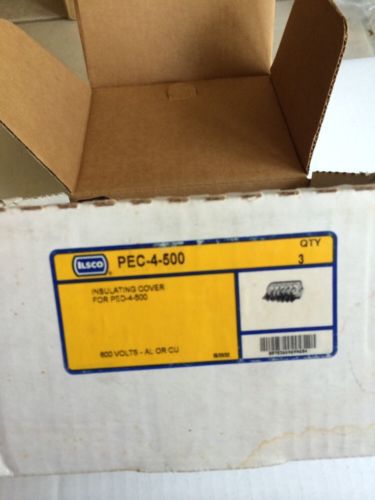 ILSCO PEC-4-500
QTY
3
INSULATING COVER
FOR PED-4-500
600 VOLTS - AL OR CU